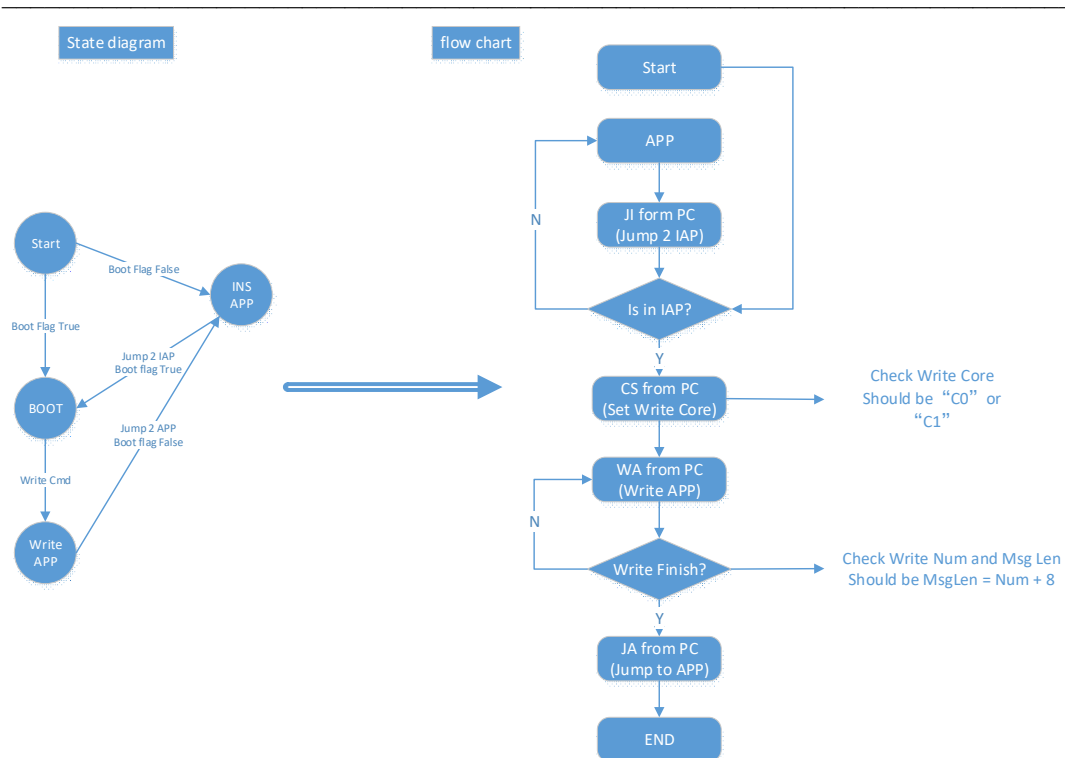 State diagram
flow chart
Start
Boot Flag False
INS
APP
Boot Flag True
Jump 2 IAP
Boot flag True
BOOT
Jump 2 APP
Boot flag False
Write Cmd
Write
APP
Start
APP
N
JI form PC
(Jump 2 IAP)
Is in IAP?
Y
CS from PC
(Set Write Core)
Check Write Core
Should be “C0” or
“C1”
WA from PC
(Write APP)
N
Write Finish?
Check Write Num and Msg Len
Should be MsgLen = Num + 8
Y
JA from PC
(Jump to APP)
END